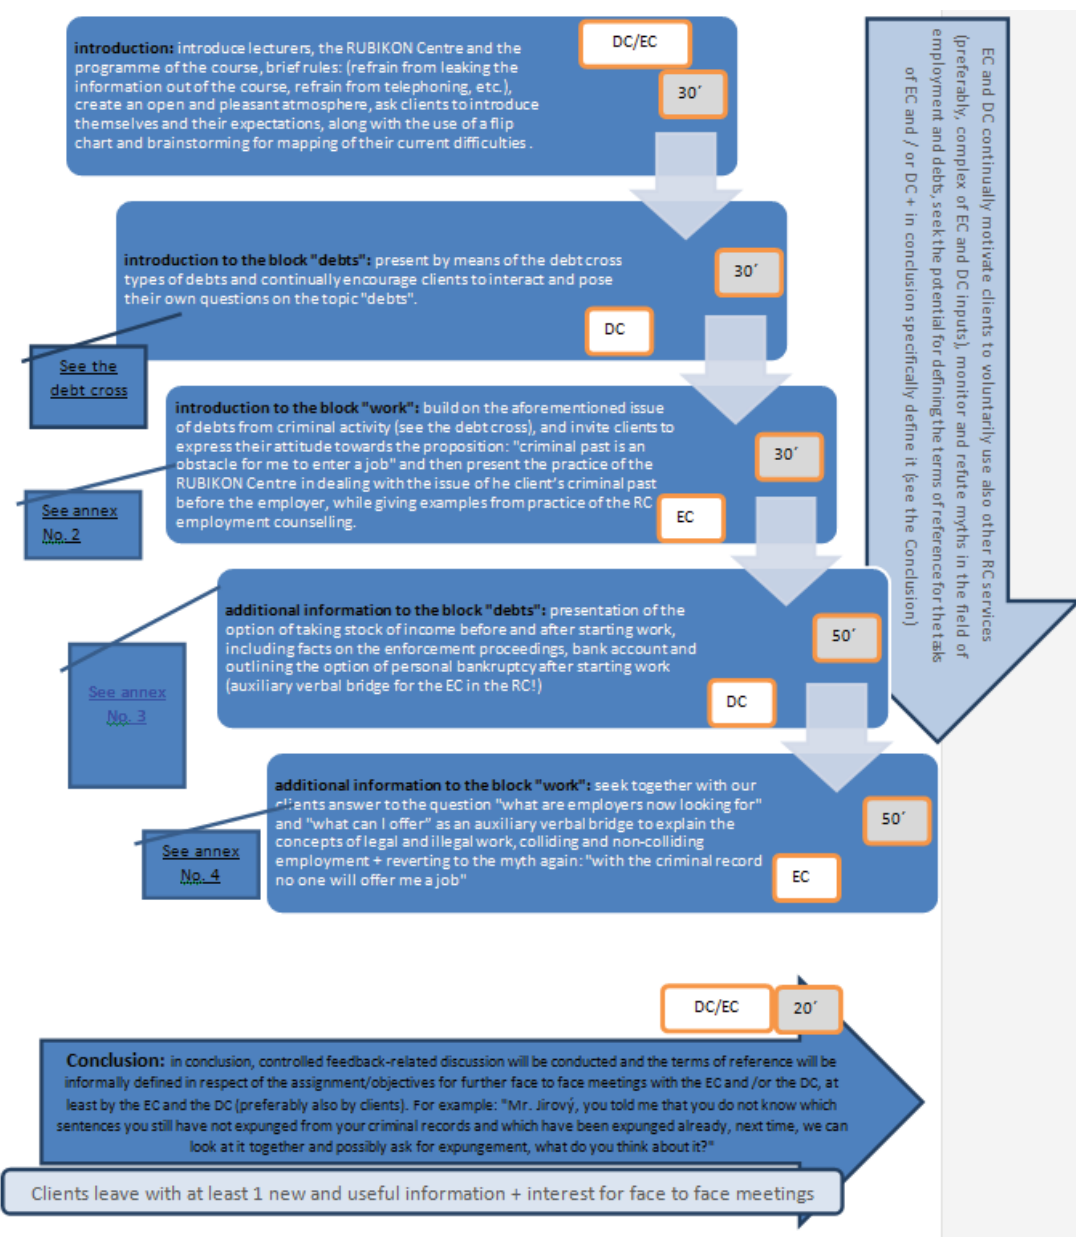 introduction: introduce lecturers, the RUBIKON Centre and the
programme of the course, brief rules: (refrain from leaking the
information out of the course, refrain from telephoning, etc.),
create an open and pleasant atmosphere, ask clients to introduce
themselves and their expectations, along with the use of a flip
chart and brainstorming for mapping of their current difficulties .
DC/EC
30´
introduction to the block "debts": present by means of the debt cross
types of debts and continually encourage clients to interact and pose
their own questions on the topic "debts".
30´
DC
See the
debt cross
introduction to the block "work": build on the aforementioned issue
of debts from criminal activity (see the debt cross), and invite clients to
express their attitude towards the proposition: "criminal past is an
obstacle for me to enter a job" and then present the practice of the
RUBIKON Centre in dealing with the issue of he client's criminal past
before the employer, while giving examples from practice of the RC
employment counselling.
30´
EC
See annex
No. 2
additional information to the block "debts": presentation of the
option of taking stock of income before and after starting work,
including facts on the enforcement proceedings, bank account and
outlining the option of personal bankruptcy after starting work
(auxiliary verbal bridge for the EC in the RC!)
50´
DC
See annex
No. 3
additional information to the block "work": seek together with our
clients answer to the question "what are employers now looking for"
and "what can I offer" as an auxiliary verbal bridge to explain the
concepts of legal and illegal work, colliding and non-colliding
employment + reverting to the myth again: "with the criminal record
no one will offer me a job"
50´
EC
See annex
No. 4
EC and DC continually motivate clients to voluntarily use also other RC services
(preferably, complex of EC and DC inputs), monitor and refute myths in the field of
employment and debts, seek the potential for defining the terms of reference for the tasks
of EC and / or DC + in conclusion specifically define it (see the Conclusion)
DC/EC
20´
Conclusion: in conclusion, controlled feedback-related discussion will be conducted and the terms of reference will be
informally defined in respect of the assignment/objectives for further face to face meetings with the EC and /or the DC, at
least by the EC and the DC (preferably also by clients). For example: "Mr. Jirový, you told me that you do not know which
sentences you still have not expunged from your criminal records and which have been expunged already, next time, we can
look at it together and possibly ask for expungement, what do you think about it?"
Clients leave with at least 1 new and useful information + interest for face to face meetings